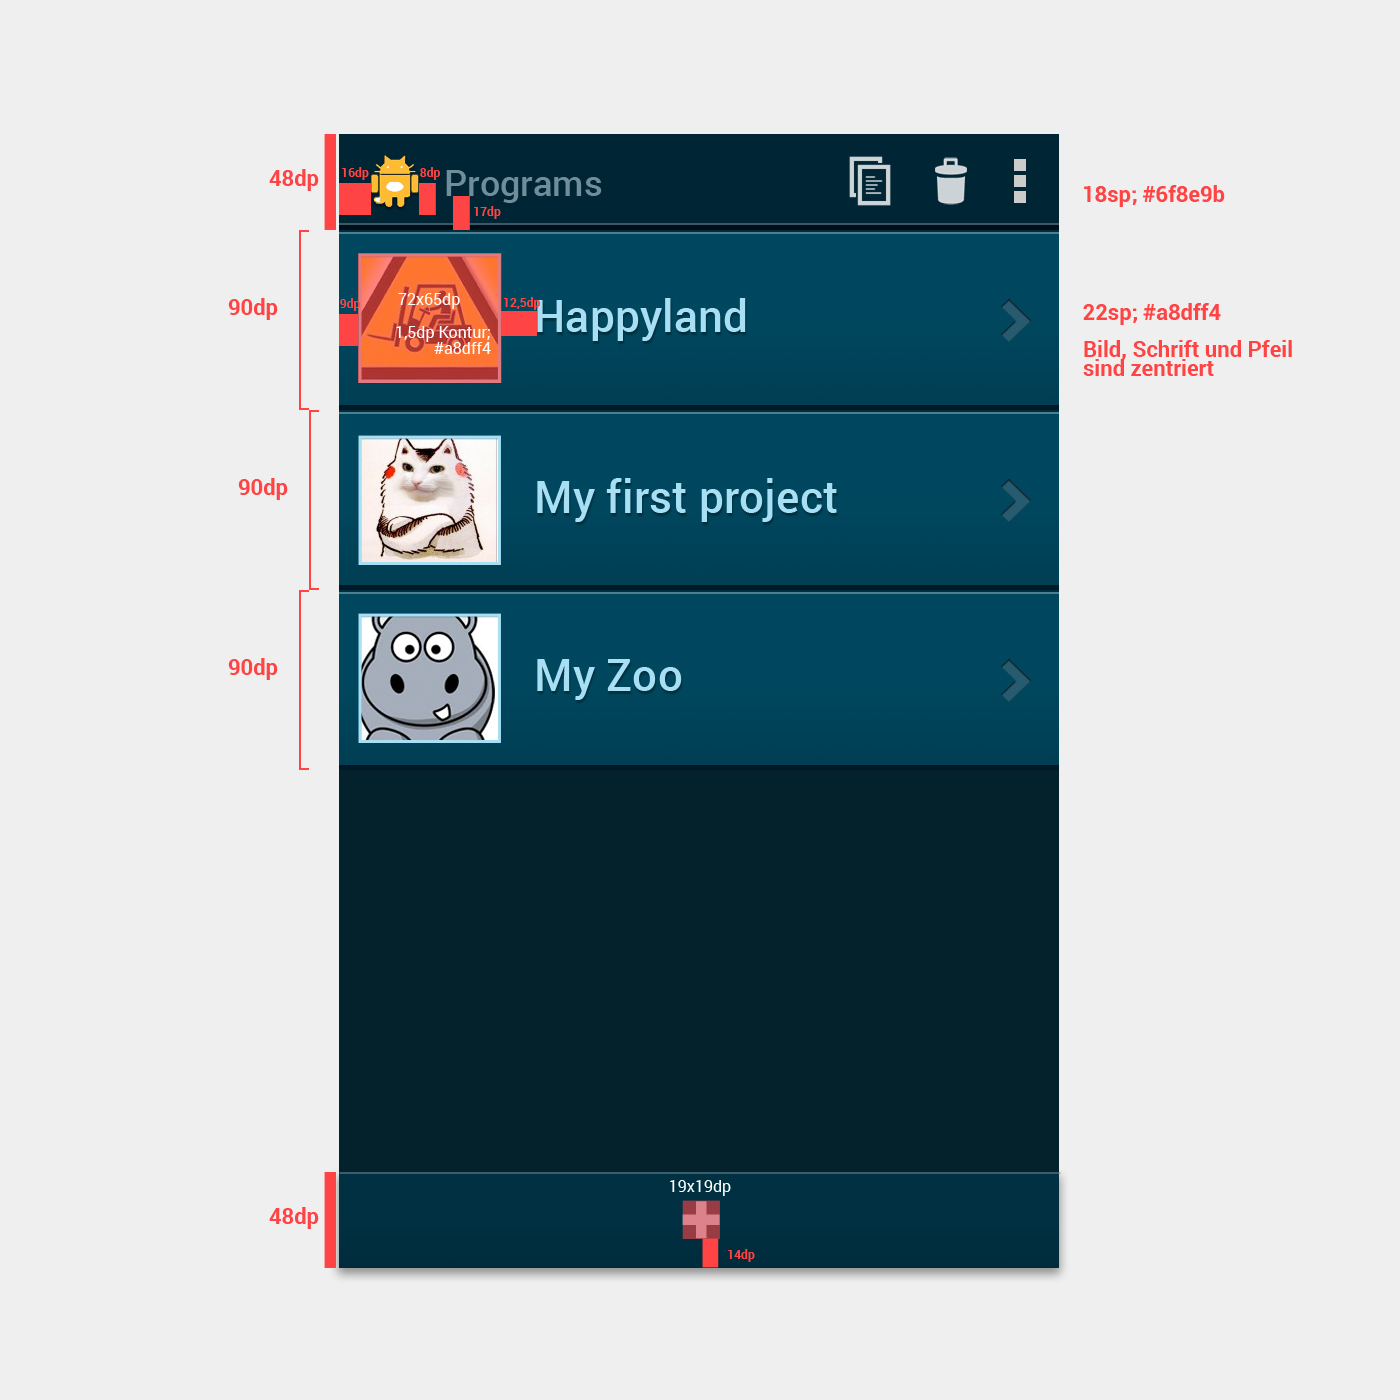 48dp
16dp
8dp
Programs
17dp
18sp; #6f8e9b
90dp
9dp
72x65dp
1,5dp Kontur;
#a8dff4
12,5dp
Happyland
22sp; #a8dff4
Bild, Schrift und Pfeil
sind zentriert
90dp
My first project
90dp
My Zoo
48dp
19x19dp
14dp